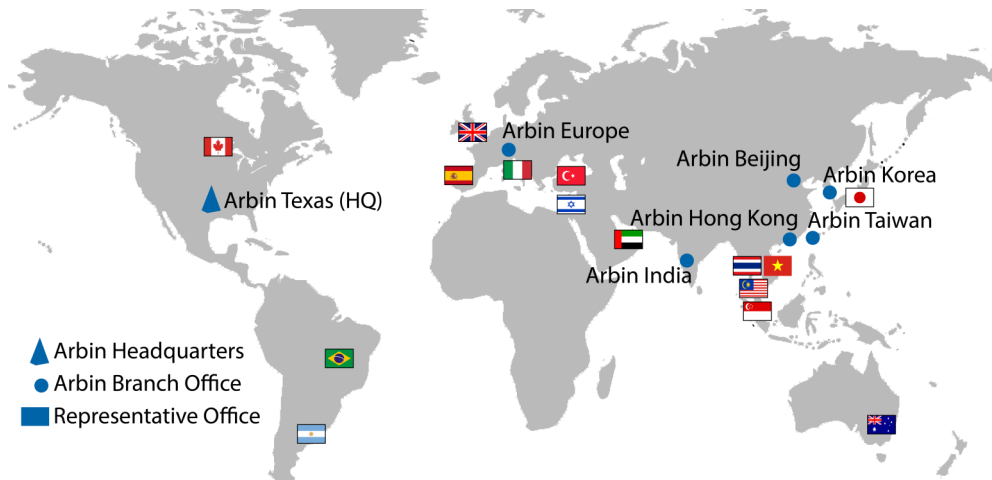 Arbin Europe
Arbin Beijing
Arbin Korea
Arbin Texas (HQ)
Arbin Hong Kong
Arbin Taiwan
Arbin India
Arbin Headquarters
Arbin Branch Office
Representative Office